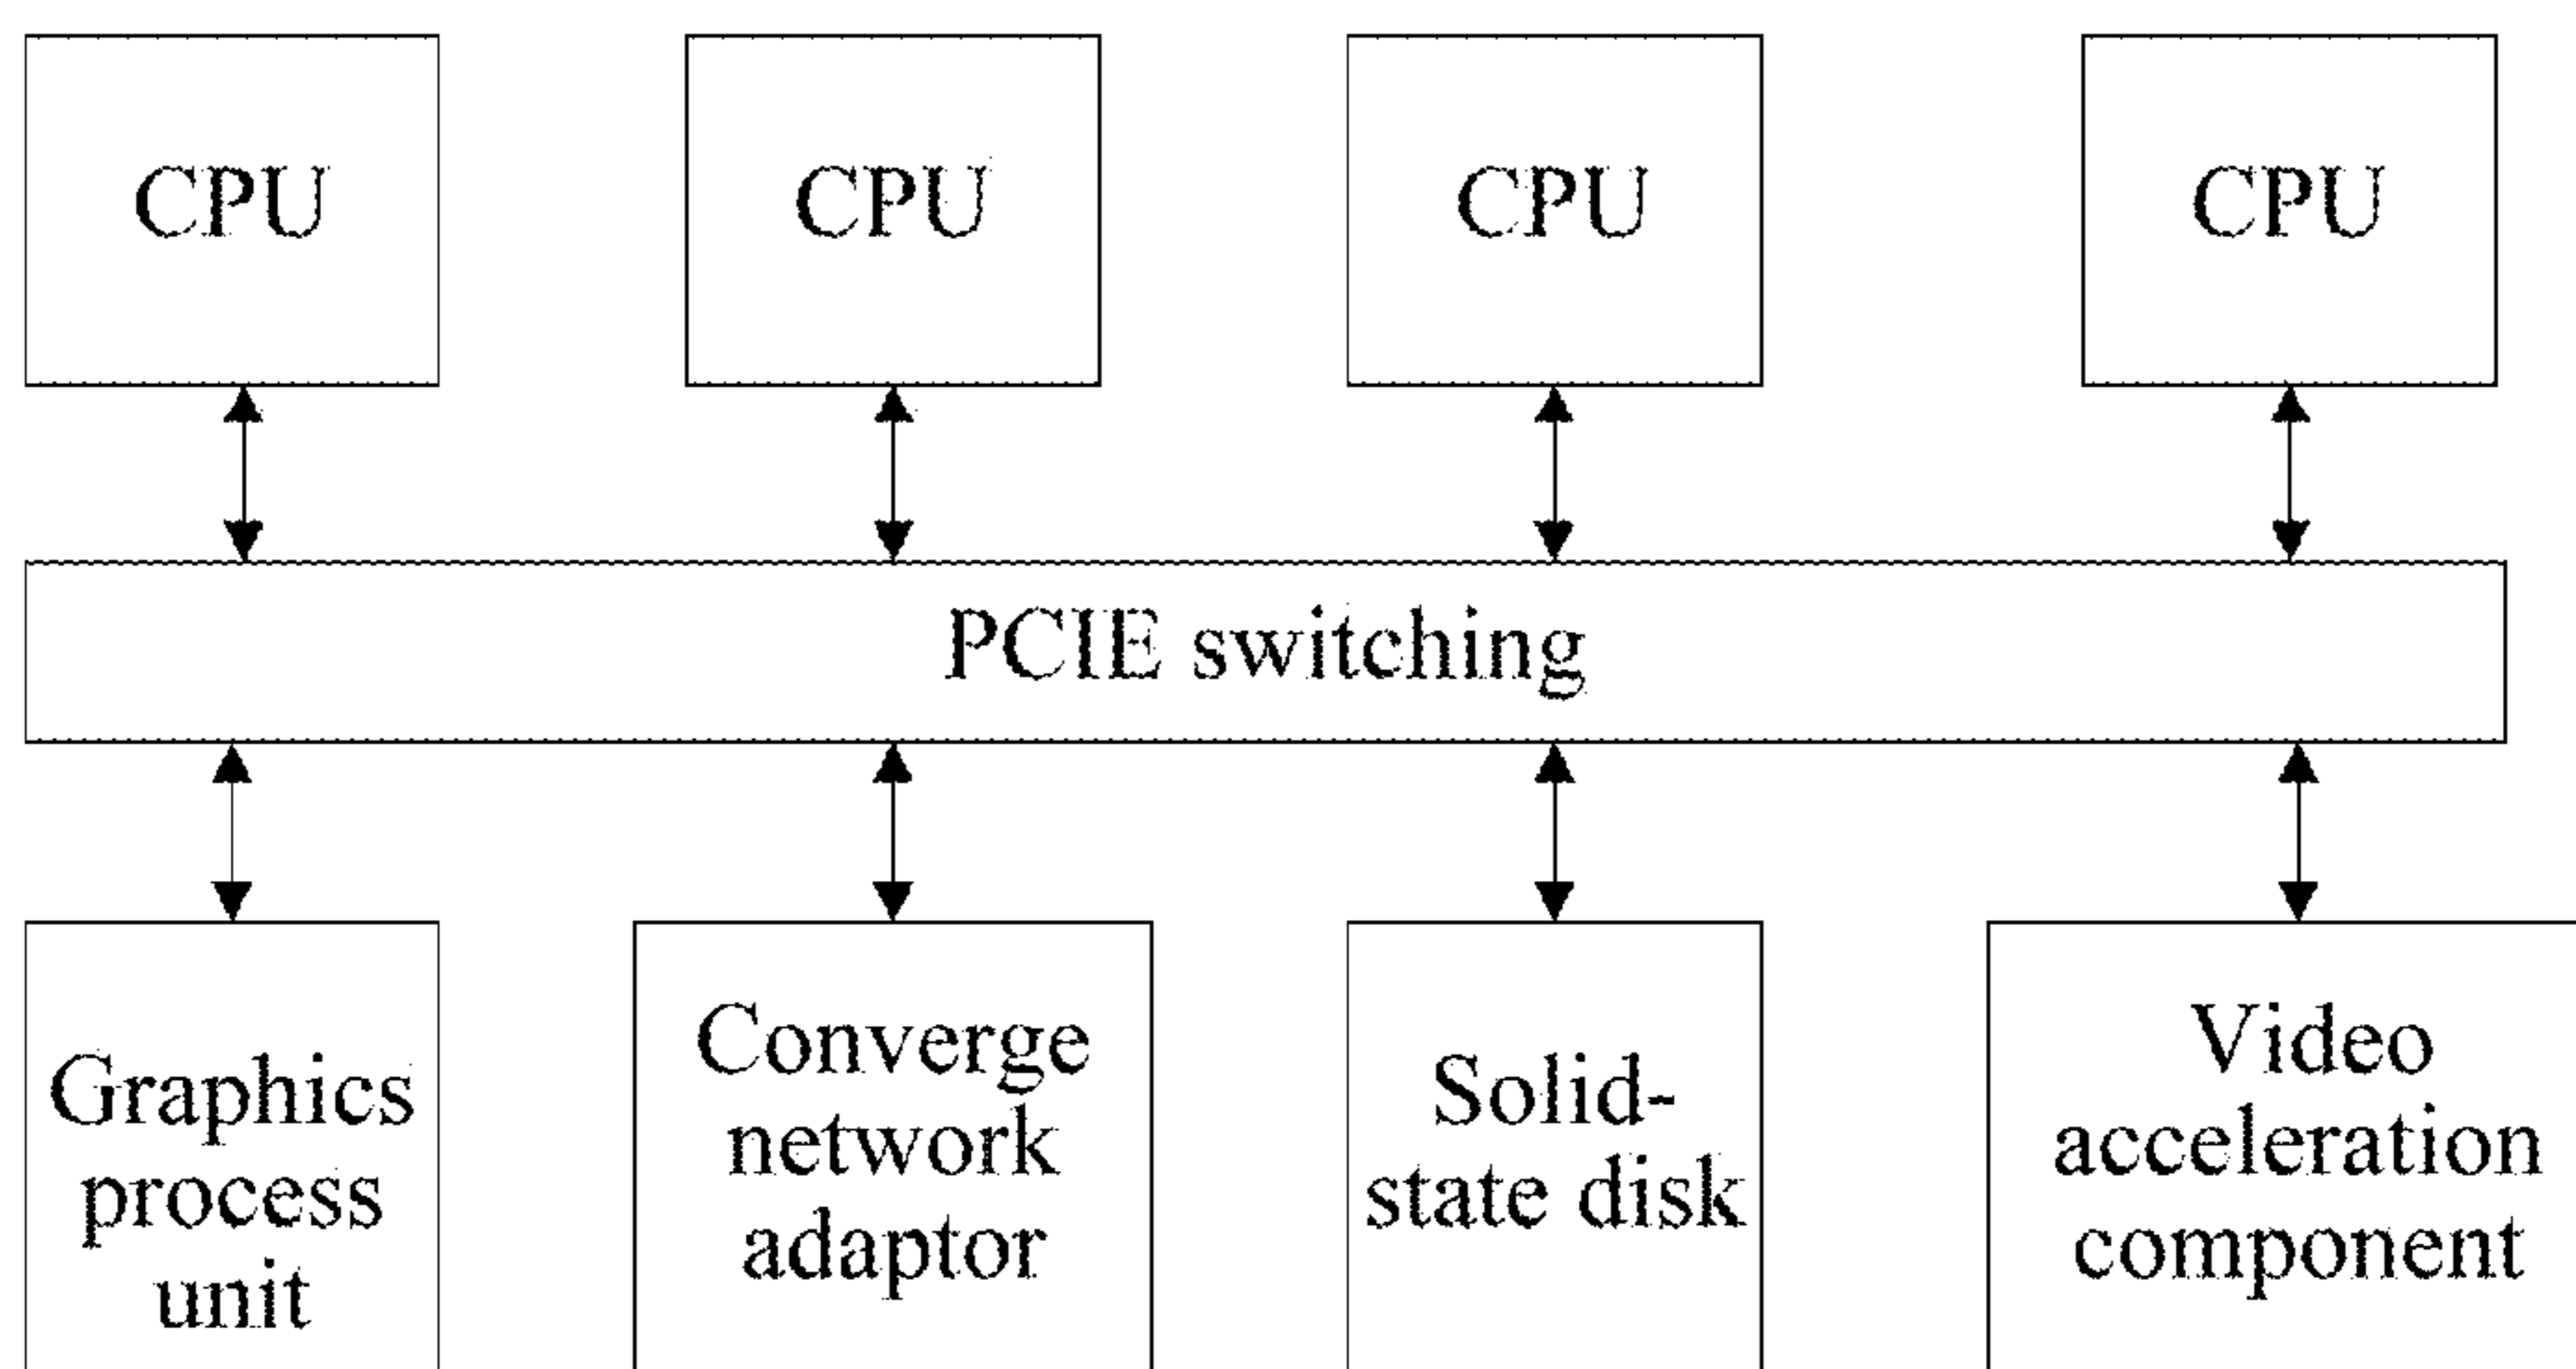 CPU
CPU
CPU
CPU
PCIE switching
Graphics
process
unit
Converge
network
adaptor
Solid-
state disk
Video
acceleration
component